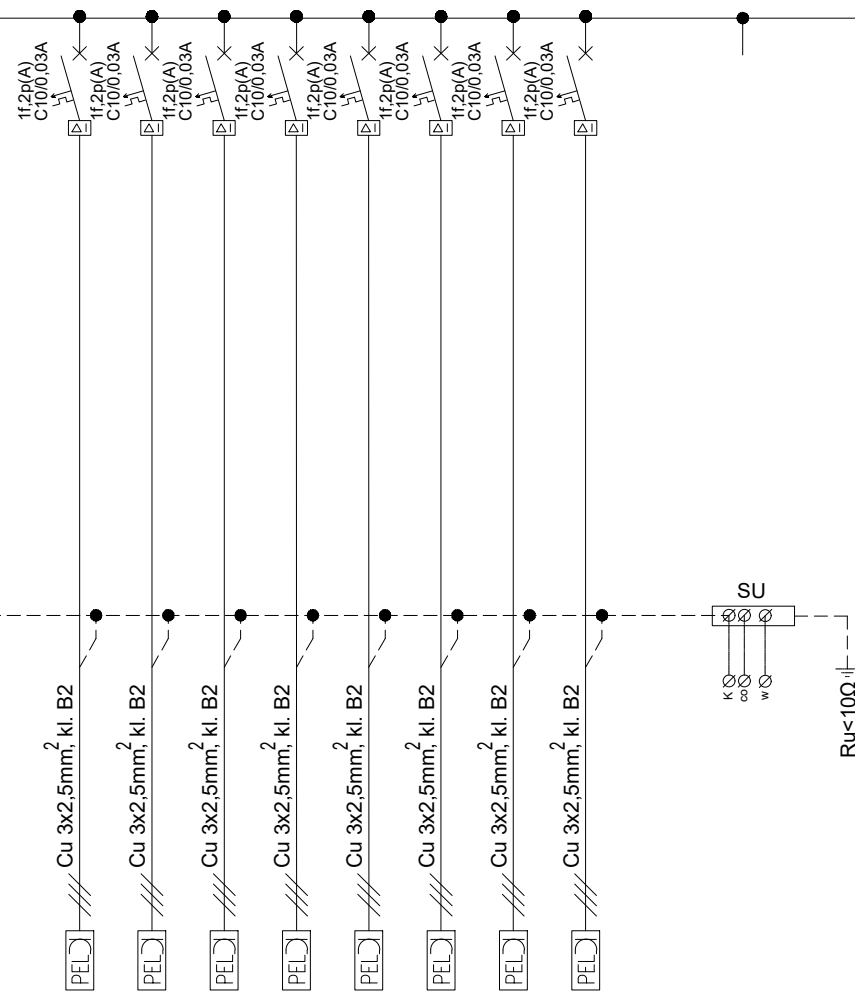 1f,2p(A)
C10/0,03A
1f,2p(A)
C10/0,03A
1f,2p(A)
C10/0,03A
1f,2p(A)
C10/0,03A
1f,2p(A)
C10/0,03A
1f,2p(A)
C10/0,03A
1f,2p(A)
C10/0,03A
1f,2p(A)
C10/0,03A
SU
K
co
w
Ru<10Ω
Cu 3x2,5mm², kl. B2
Cu 3x2,5mm², kl. B2
Cu 3x2,5mm², kl. B2
Cu 3x2,5mm², kl. B2
Cu 3x2,5mm², kl. B2
Cu 3x2,5mm², kl. B2
Cu 3x2,5mm², kl. B2
Cu 3x2,5mm², kl. B2
PEL
PEL
PEL
PEL
PEL
PEL
PEL
PEL